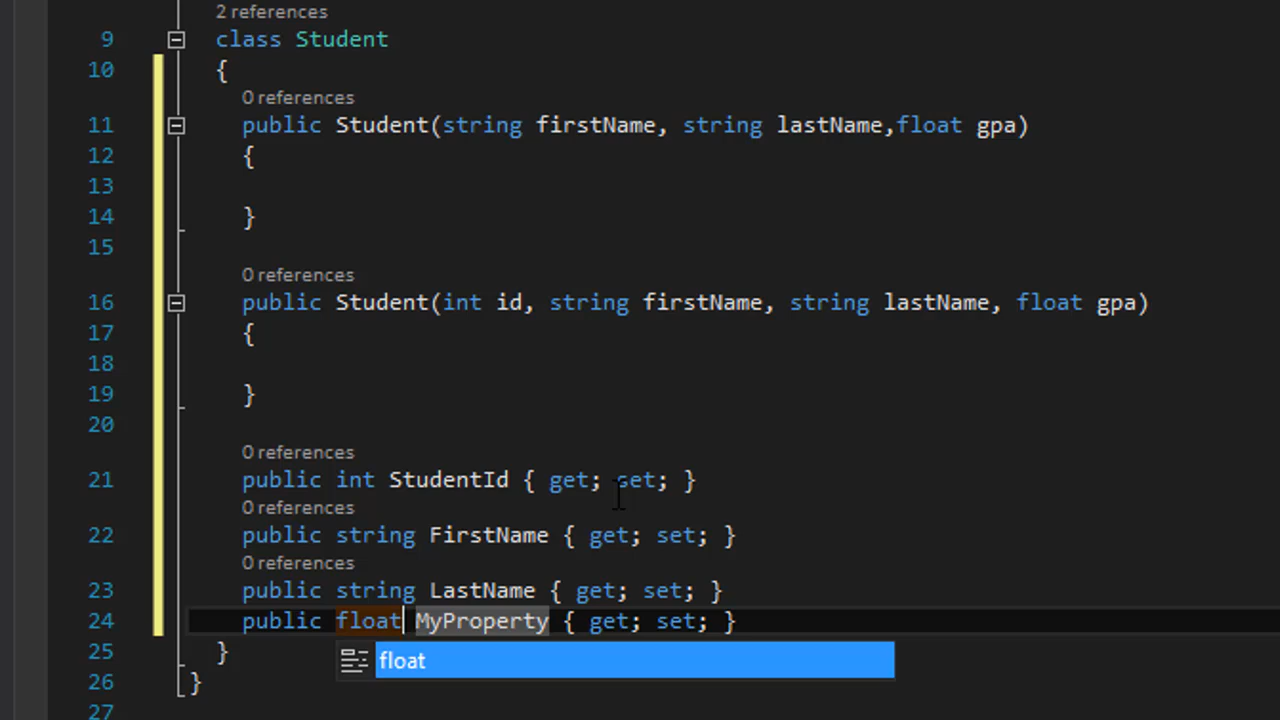 2 references
9 class Student
10 {
0 references
11 public Student(string firstName, string lastName,float gpa)
12 {
13
14 }
15
0 references
16 public Student(int id, string firstName, string lastName, float gpa)
17 {
18
19 }
20
0 references
21 public int StudentId { get; set; }
0 references
22 public string FirstName { get; set; }
0 references
23 public string LastName { get; set; }
24 public float MyProperty { get; set; }
25 }
float
26 }
27